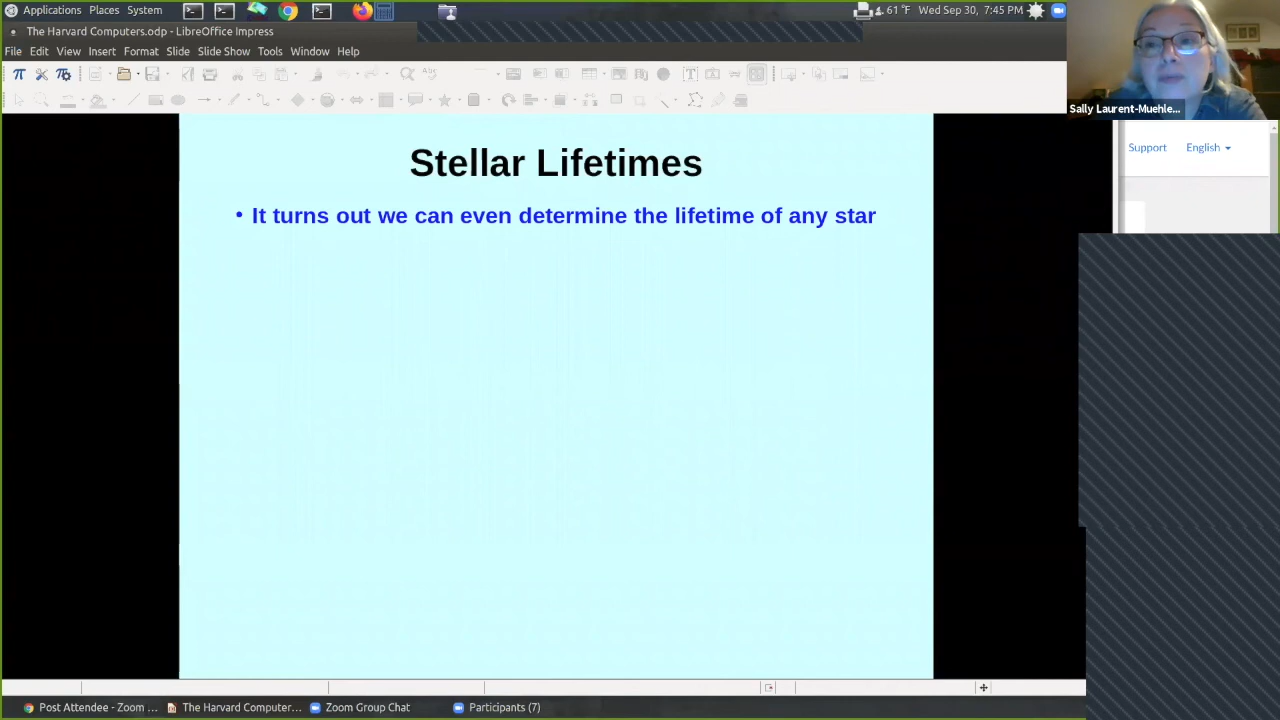 Applications Places System
61 °F Wed Sep 30, 7:45 PM
The Harvard Computers.odp - LibreOffice Impress
File Edit View Insert Format Slide Slide Show Tools Window Help
Sally Laurent-Muehle...
Support English
Stellar Lifetimes
• It turns out we can even determine the lifetime of any star
Post Attendee - Zoom ... The Harvard Computer... Zoom Group Chat Participants (7)